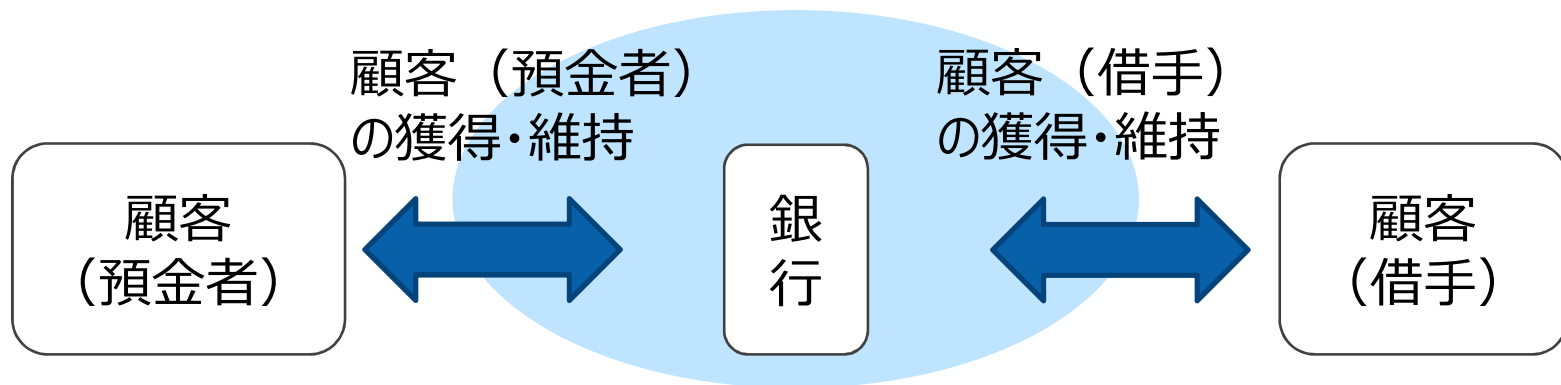 顧客（預金者）
の獲得・維持
顧客（借手）
の獲得・維持
顧客
（預金者）
銀
行
顧客
（借手）